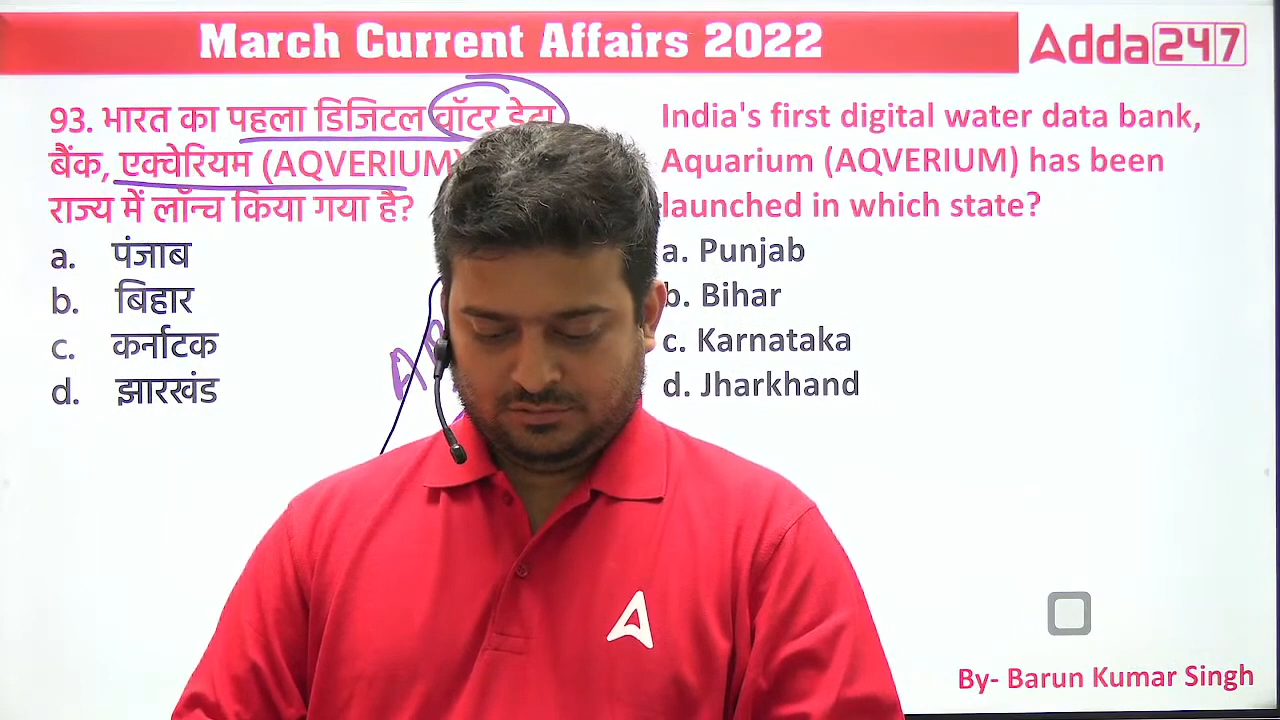 March Current Affairs 2022
Adda247
93. भारत का पहला डिजिटल वॉटर डेटा
बैंक, एक्वेरियम (AQVERIUM)
राज्य में लॉन्च किया गया है?
a. पंजाब
b. बिहार
c. कर्नाटक
d. झारखंड
India's first digital water data bank,
Aquarium (AQVERIUM) has been
launched in which state?
a. Punjab
b. Bihar
c. Karnataka
d. Jharkhand
By- Barun Kumar Singh